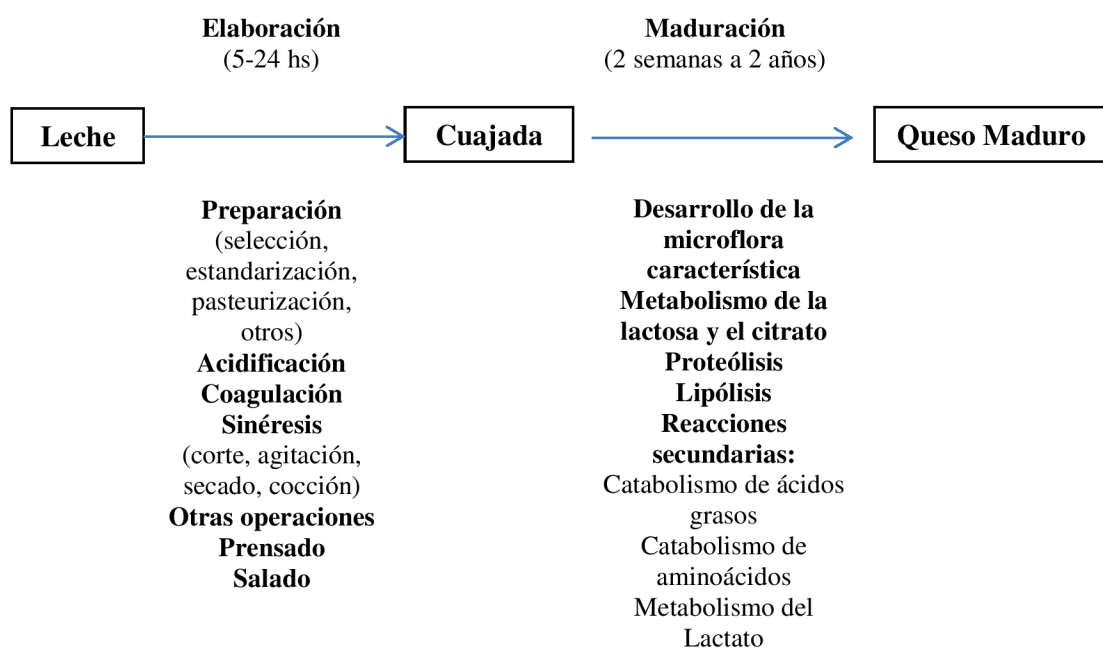 Elaboración
(5-24 hs)
Maduración
(2 semanas a 2 años)
Leche
Cuajada
Queso Maduro
Preparación
(selección,
estandarización,
pasteurización,
otros)
Acidificación
Coagulación
Sinéresis
(corte, agitación,
secado, cocción)
Otras operaciones
Prensado
Salado
Desarrollo de la
microflora
característica
Metabolismo de la
lactosa y el citrato
Proteólisis
Lipólisis
Reacciones
secundarias:
Catabolismo de ácidos
grasos
Catabolismo de
aminoácidos
Metabolismo del
Lactato